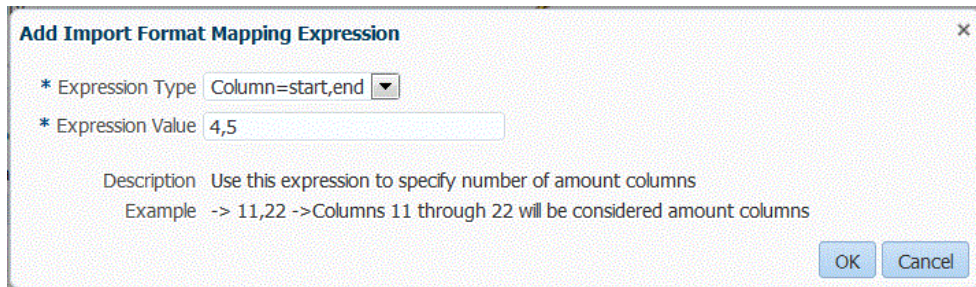 Add Import Format Mapping Expression
* Expression Type Column=start,end
* Expression Value 4,5
Description Use this expression to specify number of amount columns
Example -> 11,22 ->Columns 11 through 22 will be considered amount columns
OK Cancel